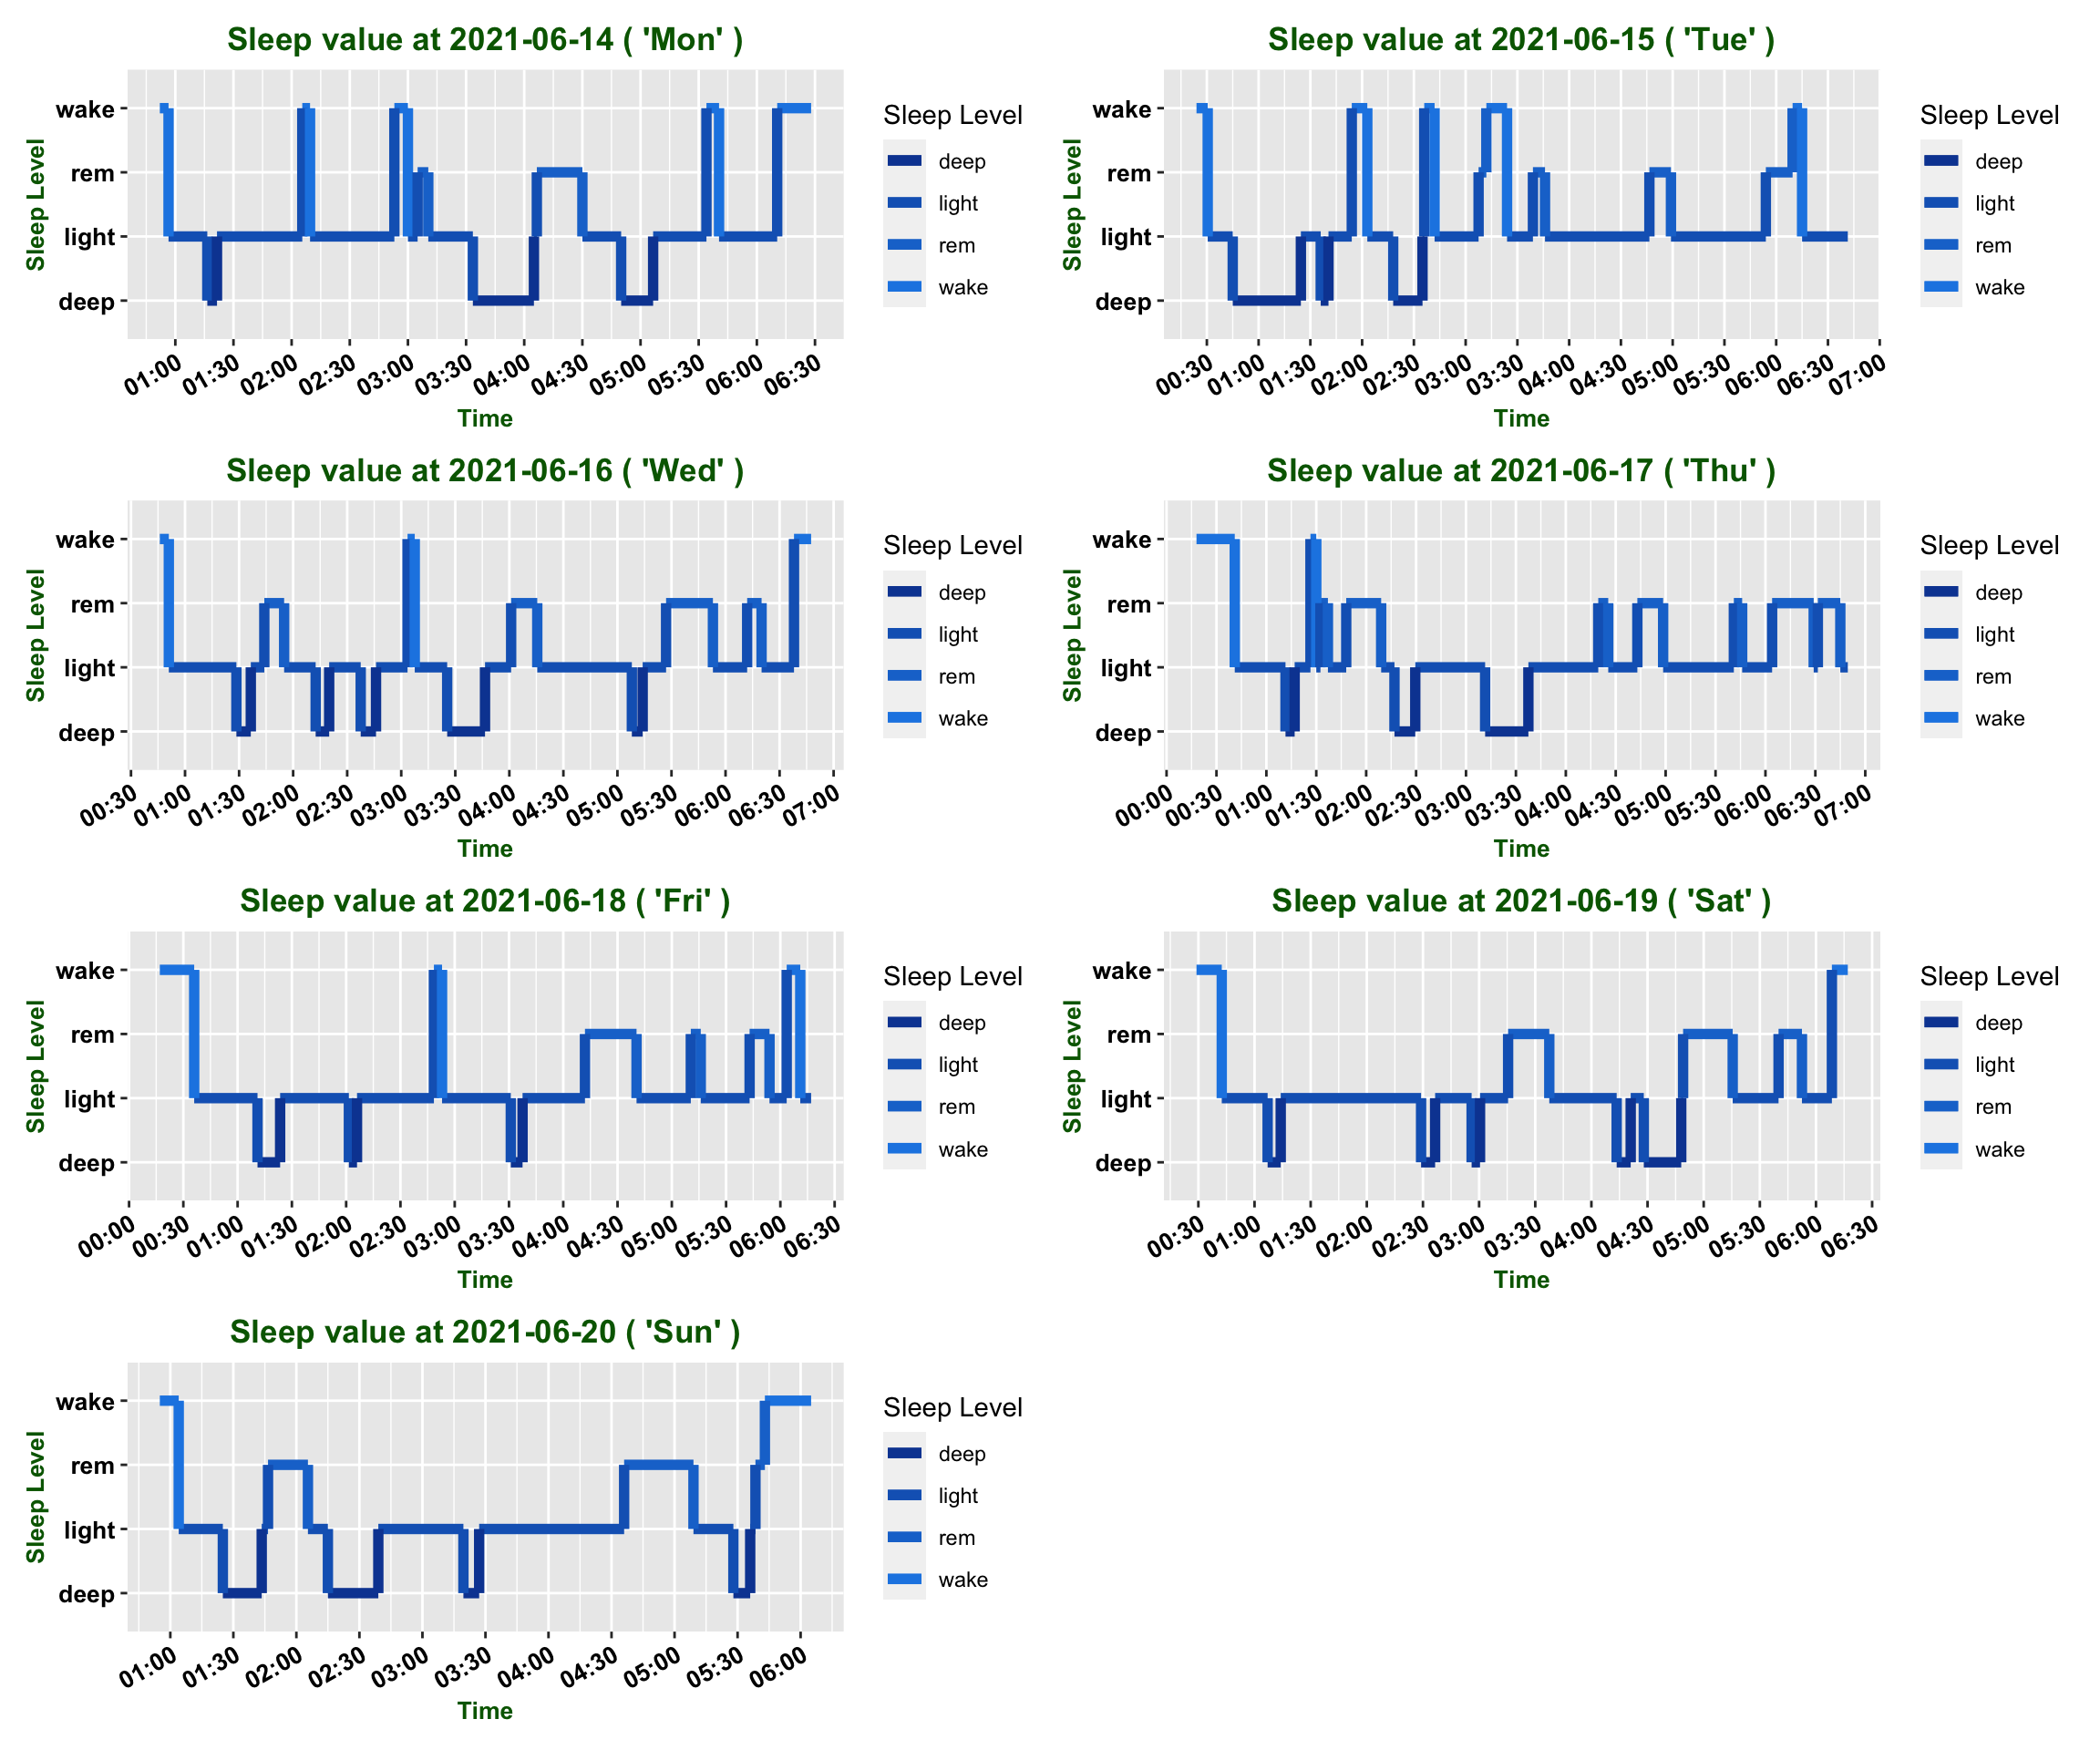 Sleep value at 2021-06-14 ( 'Mon' )
Sleep Level
wake
rem
light
deep
01:00 01:30 02:00 02:30 03:00 03:30 04:00 04:30 05:00 05:30 06:00 06:30
Time
Sleep Level
deep
light
rem
wake
Sleep value at 2021-06-15 ( 'Tue' )
Sleep Level
wake
rem
light
deep
00:30 01:00 01:30 02:00 02:30 03:00 03:30 04:00 04:30 05:00 05:30 06:00 06:30 07:00
Time
Sleep Level
deep
light
rem
wake
Sleep value at 2021-06-16 ( 'Wed' )
Sleep Level
wake
rem
light
deep
00:30 01:00 01:30 02:00 02:30 03:00 03:30 04:00 04:30 05:00 05:30 06:00 06:30 07:00
Time
Sleep Level
deep
light
rem
wake
Sleep value at 2021-06-17 ( 'Thu' )
Sleep Level
wake
rem
light
deep
00:00 00:30 01:00 01:30 02:00 02:30 03:00 03:30 04:00 04:30 05:00 05:30 06:00 06:30 07:00
Time
Sleep Level
deep
light
rem
wake
Sleep value at 2021-06-18 ( 'Fri' )
Sleep Level
wake
rem
light
deep
00:00 00:30 01:00 01:30 02:00 02:30 03:00 03:30 04:00 04:30 05:00 05:30 06:00 06:30
Time
Sleep Level
deep
light
rem
wake
Sleep value at 2021-06-19 ( 'Sat' )
Sleep Level
wake
rem
light
deep
00:30 01:00 01:30 02:00 02:30 03:00 03:30 04:00 04:30 05:00 05:30 06:00 06:30
Time
Sleep Level
deep
light
rem
wake
Sleep value at 2021-06-20 ( 'Sun' )
Sleep Level
wake
rem
light
deep
01:00 01:30 02:00 02:30 03:00 03:30 04:00 04:30 05:00 05:30 06:00
Time
Sleep Level
deep
light
rem
wake